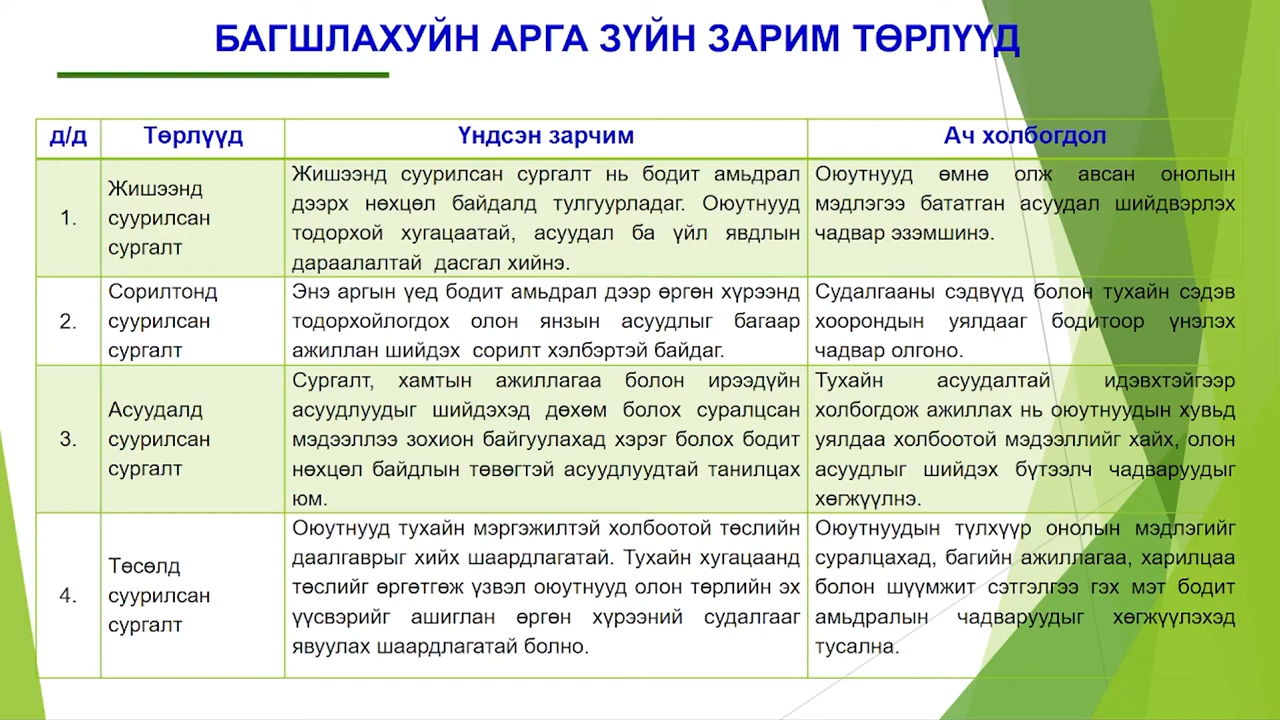 БАГШЛАХУЙН АРГА ЗҮЙН ЗАРИМ ТӨРЛҮҮД
д/д
Төрлүүд
Үндсэн зарчим
Ач холбогдол
1.
Жишээнд
суурилсан
сургалт
Жишээнд суурилсан сургалт нь бодит амьдрал
дээрх нөхцөл байдалд тулгуурладаг. Оюутнууд
тодорхой хугацаатай, асуудал ба үйл явдлын
дараалалтай дасгал хийнэ.
Оюутнууд өмнө олж авсан онолын
мэдлэгээ бататган асуудал шийдвэрлэх
чадвар эзэмшинэ.
2.
Сорилтонд
суурилсан
сургалт
Энэ аргын үед бодит амьдрал дээр өргөн хүрээнд
тодорхойлогдох олон янзын асуудлыг багаар
ажиллан шийдэх сорилт хэлбэртэй байдаг.
Судалгааны сэдвүүд болон тухайн сэдэв
хоорондын уялдааг бодитоор үнэлэх
чадвар олгоно.
3.
Асуудалд
суурилсан
сургалт
Сургалт, хамтын ажиллагаа болон ирээдүйн
асуудлуудыг шийдэхэд дөхөм болох суралцсан
мэдээллээ зохион байгуулахад хэрэг болох бодит
нөхцөл байдлын төвөгтэй асуудлуудтай танилцах
юм.
Тухайн асуудалтай идэвхтэйгээр
холбогдож ажиллах нь оюутнуудын хувьд
уялдаа холбоотой мэдээллийг хайх, олон
асуудлыг шийдэх бүтээлч чадваруудыг
хөгжүүлнэ.
4.
Төсөлд
суурилсан
сургалт
Оюутнууд тухайн мэргэжилтэй холбоотой төслийн
даалгаврыг хийх шаардлагатай. Тухайн хугацаанд
төслийг өргөтгөж үзвэл оюутнууд олон төрлийн эх
үүсвэрийг ашиглан өргөн хүрээний судалгааг
явуулах шаардлагатай болно.
Оюутнуудын түлхүүр онолын мэдлэгийг
суралцахад, багийн ажиллагаа, харилцаа
болон шүүмжит сэтгэлгээ гэх мэт бодит
амьдралын чадваруудыг хөгжүүлэхэд
тусална.